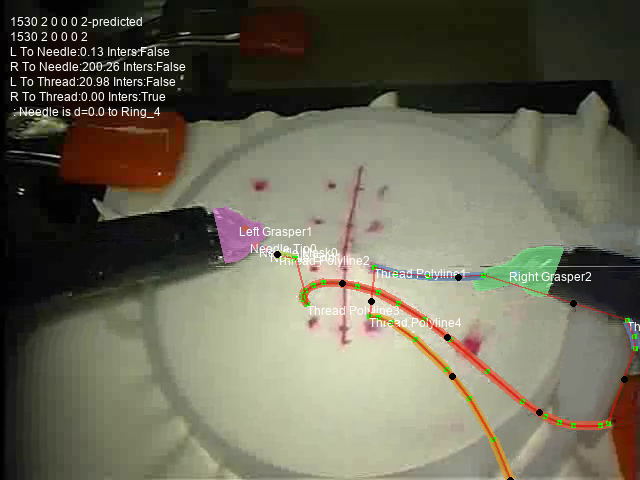 1530 2 0 0 0 2-predicted
1530 2 0 0 0 2
L To Needle:0.13 Inters:False
R To Needle:200.26 Inters:False
L To Thread:20.98 Inters:False
R To Thread:0.00 Inters:True
: Needle is d=0.0 to Ring_4
Left Grasper1
Needle Tip0
Thread Polyline2
Thread Polyline1
Right Grasper2
Thread Polyline3
Thread Polyline4
Th